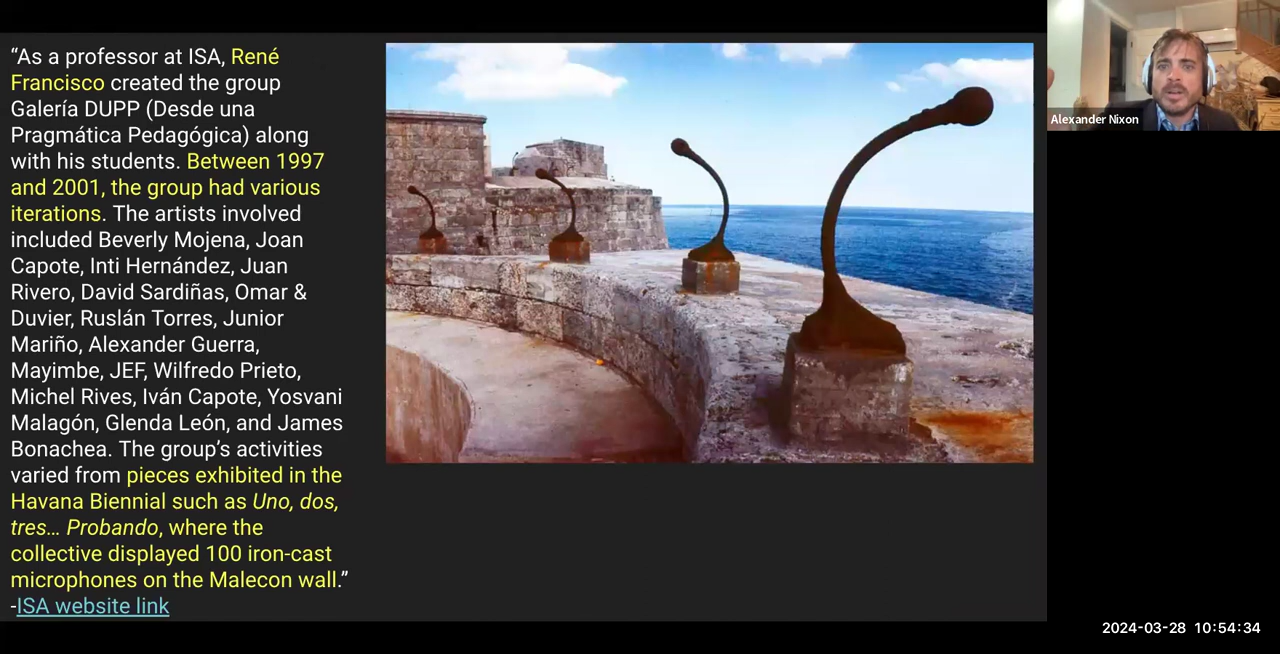 “As a professor at ISA, René
Francisco created the group
Galería DUPP (Desde una
Pragmática Pedagógica) along
with his students. Between 1997
and 2001, the group had various
iterations. The artists involved
included Beverly Mojena, Joan
Capote, Inti Hernández, Juan
Rivero, David Sardiñas, Omar &
Duvier, Ruslán Torres, Junior
Mariño, Alexander Guerra,
Mayimbe, JEF, Wilfredo Prieto,
Michel Rives, Iván Capote, Yosvani
Malagón, Glenda León, and James
Bonachea. The group’s activities
varied from pieces exhibited in the
Havana Biennial such as Uno, dos,
tres… Probando, where the
collective displayed 100 iron-cast
microphones on the Malecon wall.”
-ISA website link
Alexander Nixon
2024-03-28 10:54:34